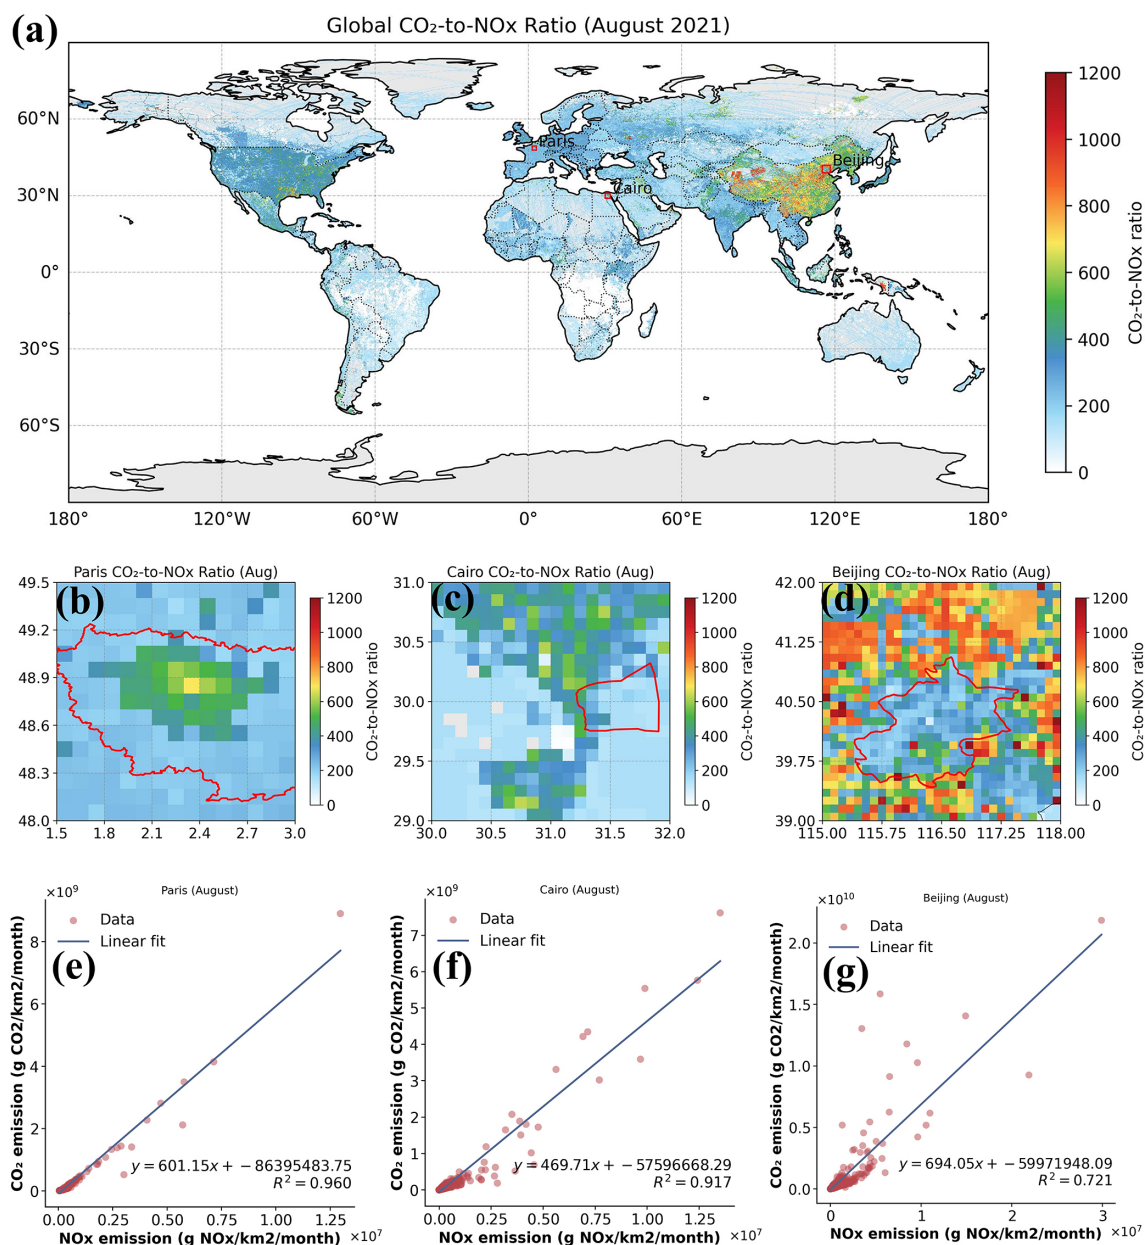 (a)
Global CO₂-to-NOx Ratio (August 2021)
60°N
30°N
0°
30°S
60°S
180°
120°W
60°W
0°
60°E
120°E
180°
Paris
Cairo
Beijing
1200
1000
800
600
400
200
0
CO₂-to-NOx ratio
Paris CO₂-to-NOx Ratio (Aug)
(b)
49.5
49.2
48.9
48.6
48.3
48.0
1.5 1.8 2.1 2.4 2.7 3.0
1200
1000
800
600
400
200
0
CO₂-to-NOx ratio
Cairo CO₂-to-NOx Ratio (Aug)
(c)
31.0
30.5
30.0
29.5
29.0
30.0 30.5 31.0 31.5 32.0
1200
1000
800
600
400
200
0
CO₂-to-NOx ratio
Beijing CO₂-to-NOx Ratio (Aug)
(d)
42.00
41.25
40.50
39.75
39.00
115.00 115.75 116.50 117.25 118.00
1200
1000
800
600
400
200
0
CO₂-to-NOx ratio
Paris (August)
×10⁹
Data
Linear fit
(e)
8
6
4
2
0
CO₂ emission (g CO2/km2/month)
y = 601.15x + −86395483.75
R² = 0.960
0.00 0.25 0.50 0.75 1.00 1.25
×10⁷
NOx emission (g NOx/km2/month)
Cairo (August)
×10⁹
Data
Linear fit
(f)
7
6
5
4
3
2
1
0
CO₂ emission (g CO2/km2/month)
y = 469.71x + −57596668.29
R² = 0.917
0.00 0.25 0.50 0.75 1.00 1.25
×10⁷
NOx emission (g NOx/km2/month)
Beijing (August)
×10¹⁰
Data
Linear fit
(g)
2.0
1.5
1.0
0.5
0.0
CO₂ emission (g CO2/km2/month)
y = 694.05x + −59971948.09
R² = 0.721
0 1 2 3
×10⁷
NOx emission (g NOx/km2/month)